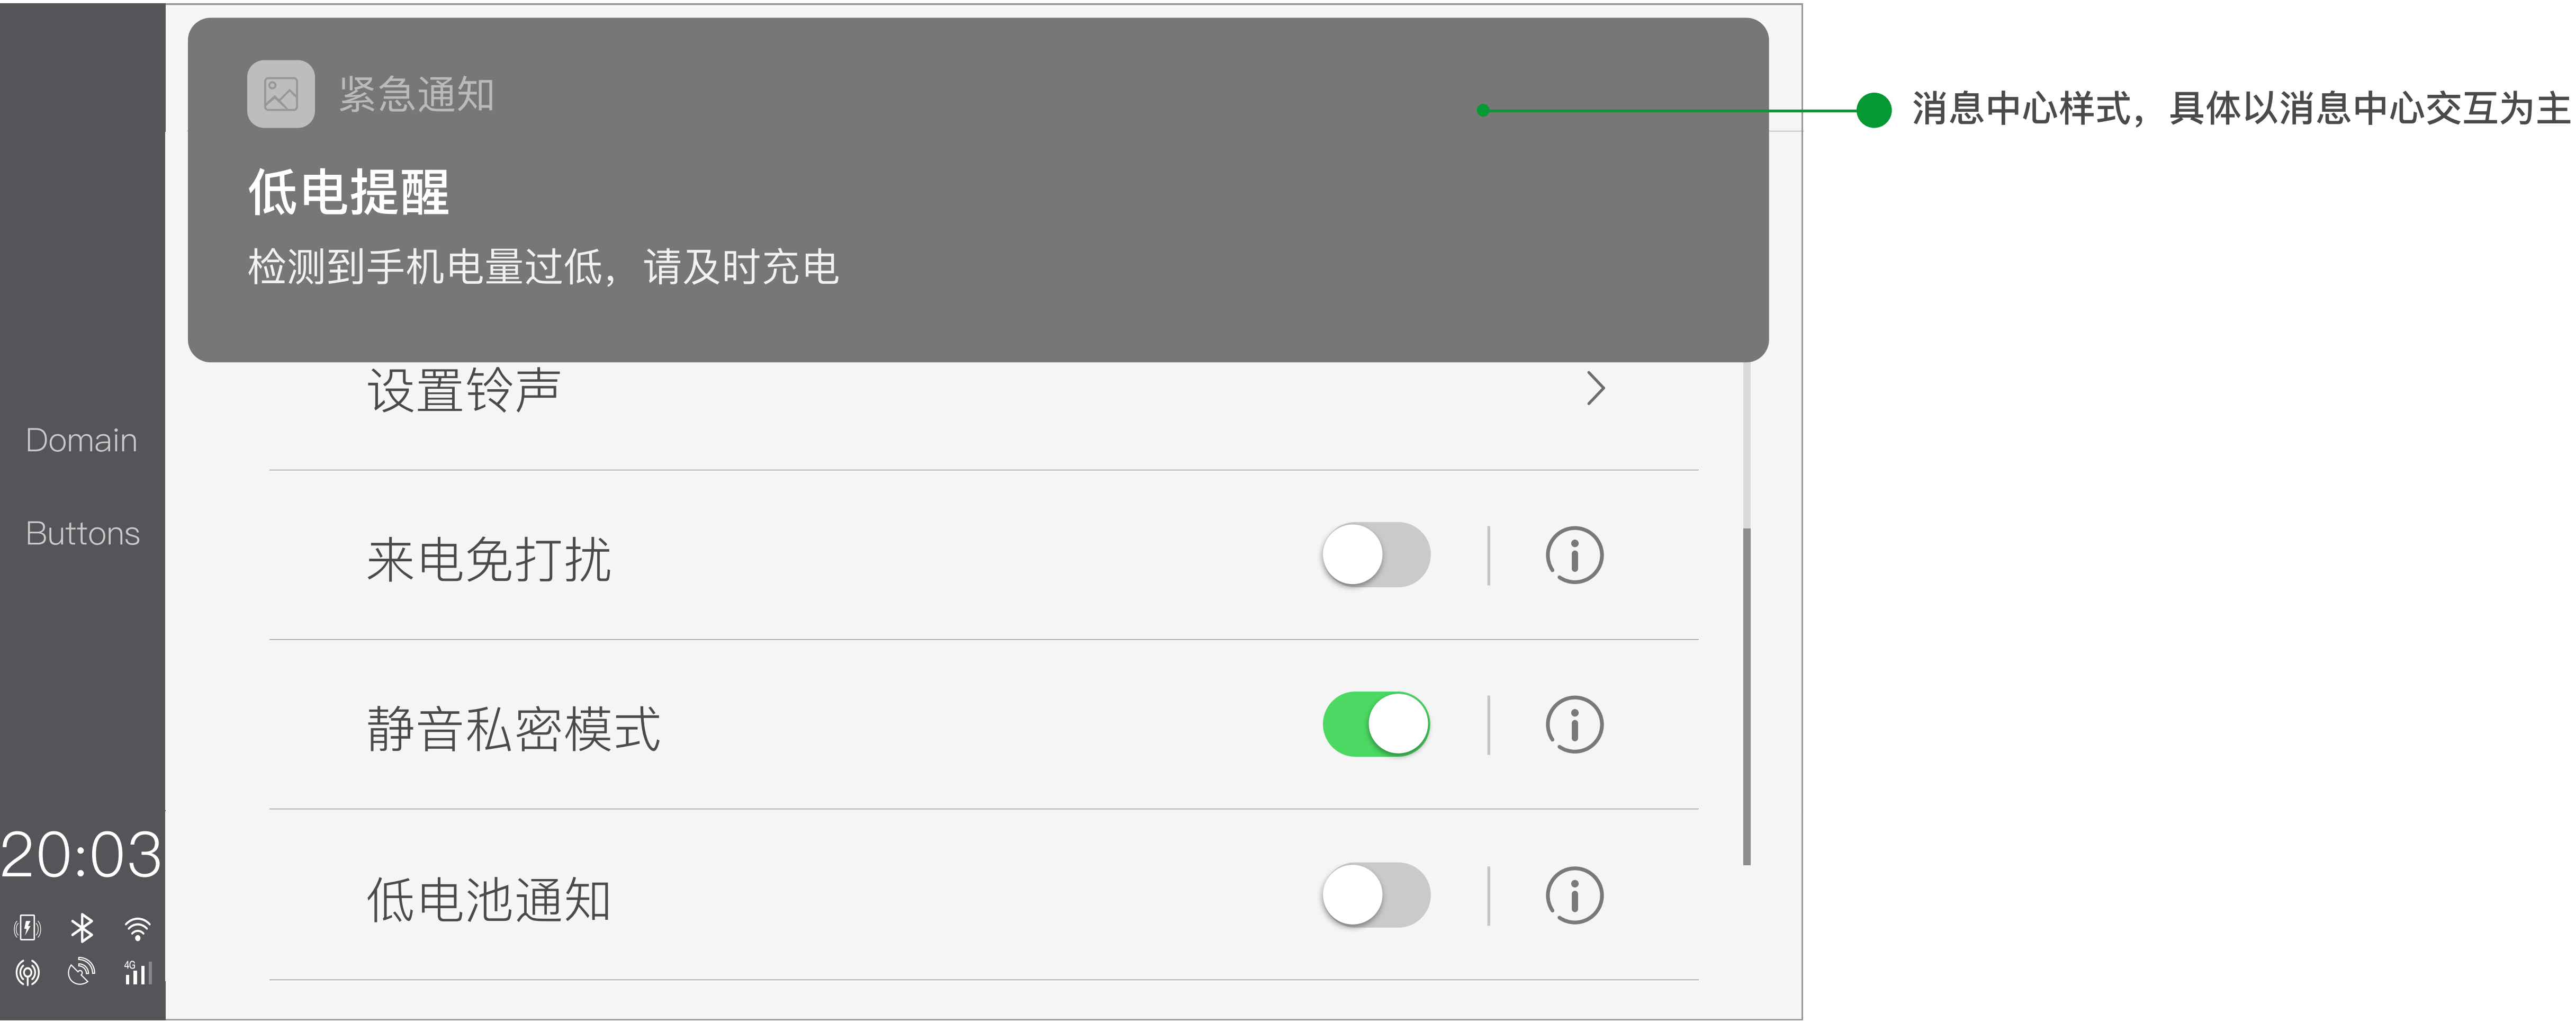 紧急通知
消息中心样式，具体以消息中心交互为主
低电提醒
检测到手机电量过低，请及时充电
设置铃声
Domain
Buttons
来电免打扰
静音私密模式
20:03
低电池通知
4G